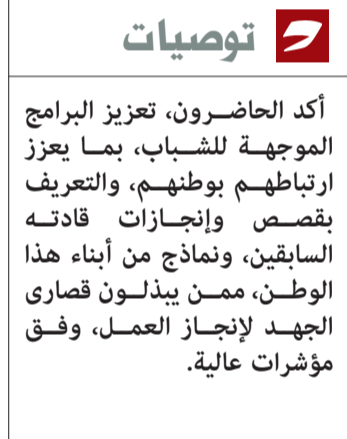 توصيات
أكد الحاضرون، تعزيز البرامج
الموجهة للشباب، بما يعزز
ارتباطهم بوطنهم، والتعريف
بقصص وإنجازات قادته
السابقين، ونماذج من أبناء هذا
الوطن، ممن يبذلون قصارى
الجهد لإنجاز العمل، وفق
مؤشرات عالية.